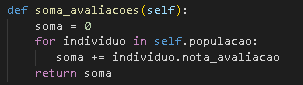 def soma_avaliacoes(self):
    soma = 0
    for individuo in self.populacao:
       soma += individuo.nota_avaliacao
    return soma